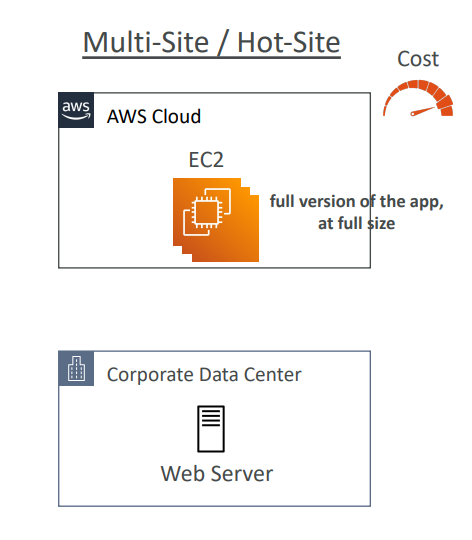 Multi-Site / Hot-Site
Cost
aws
AWS Cloud
EC2
full version of the app,
at full size
Corporate Data Center
Web Server